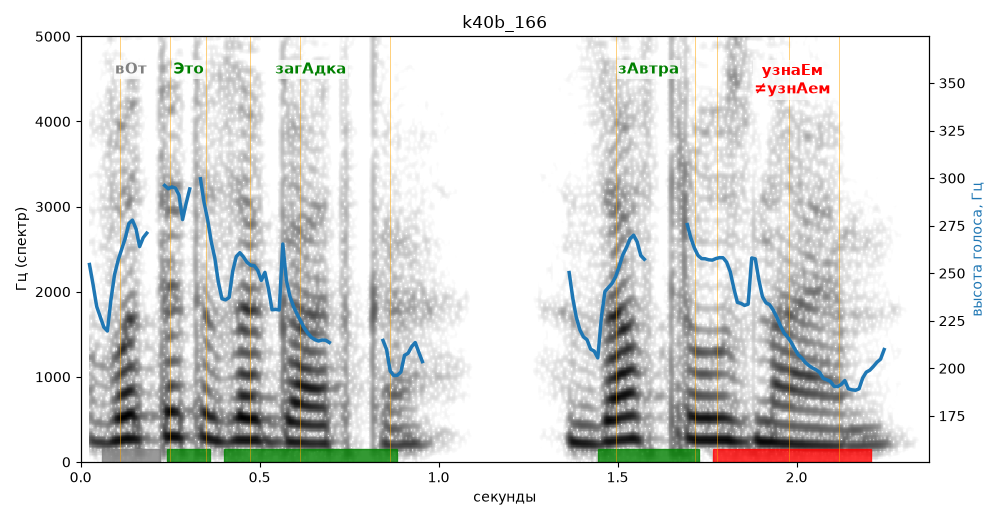 k40b_166
вОт Это загАдка зАвтра узнаЕм
≠узнАем
5000
4000
3000
2000
1000
0
Гц (спектр)
350
325
300
275
250
225
200
175
высота голоса, Гц
0.0 0.5 1.0 1.5 2.0
секунды